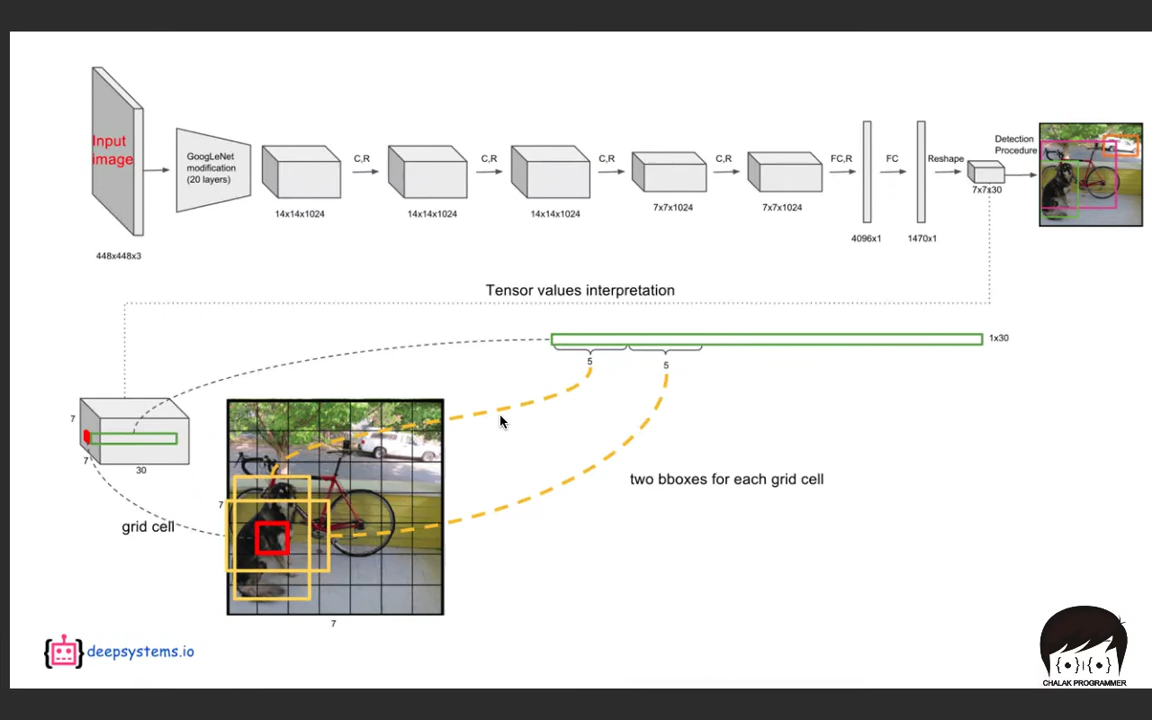 Input
image
GoogLeNet
modification
(20 layers)
C,R
C,R
C,R
C,R
FC,R
FC
Reshape
Detection
Procedure
448x448x3
14x14x1024
14x14x1024
14x14x1024
7x7x1024
7x7x1024
4096x1
1470x1
7x7x30
Tensor values interpretation
1x30
5
5
7
7
30
grid cell
7
7
two bboxes for each grid cell
deepsystems.io
CHALAK PROGRAMMER